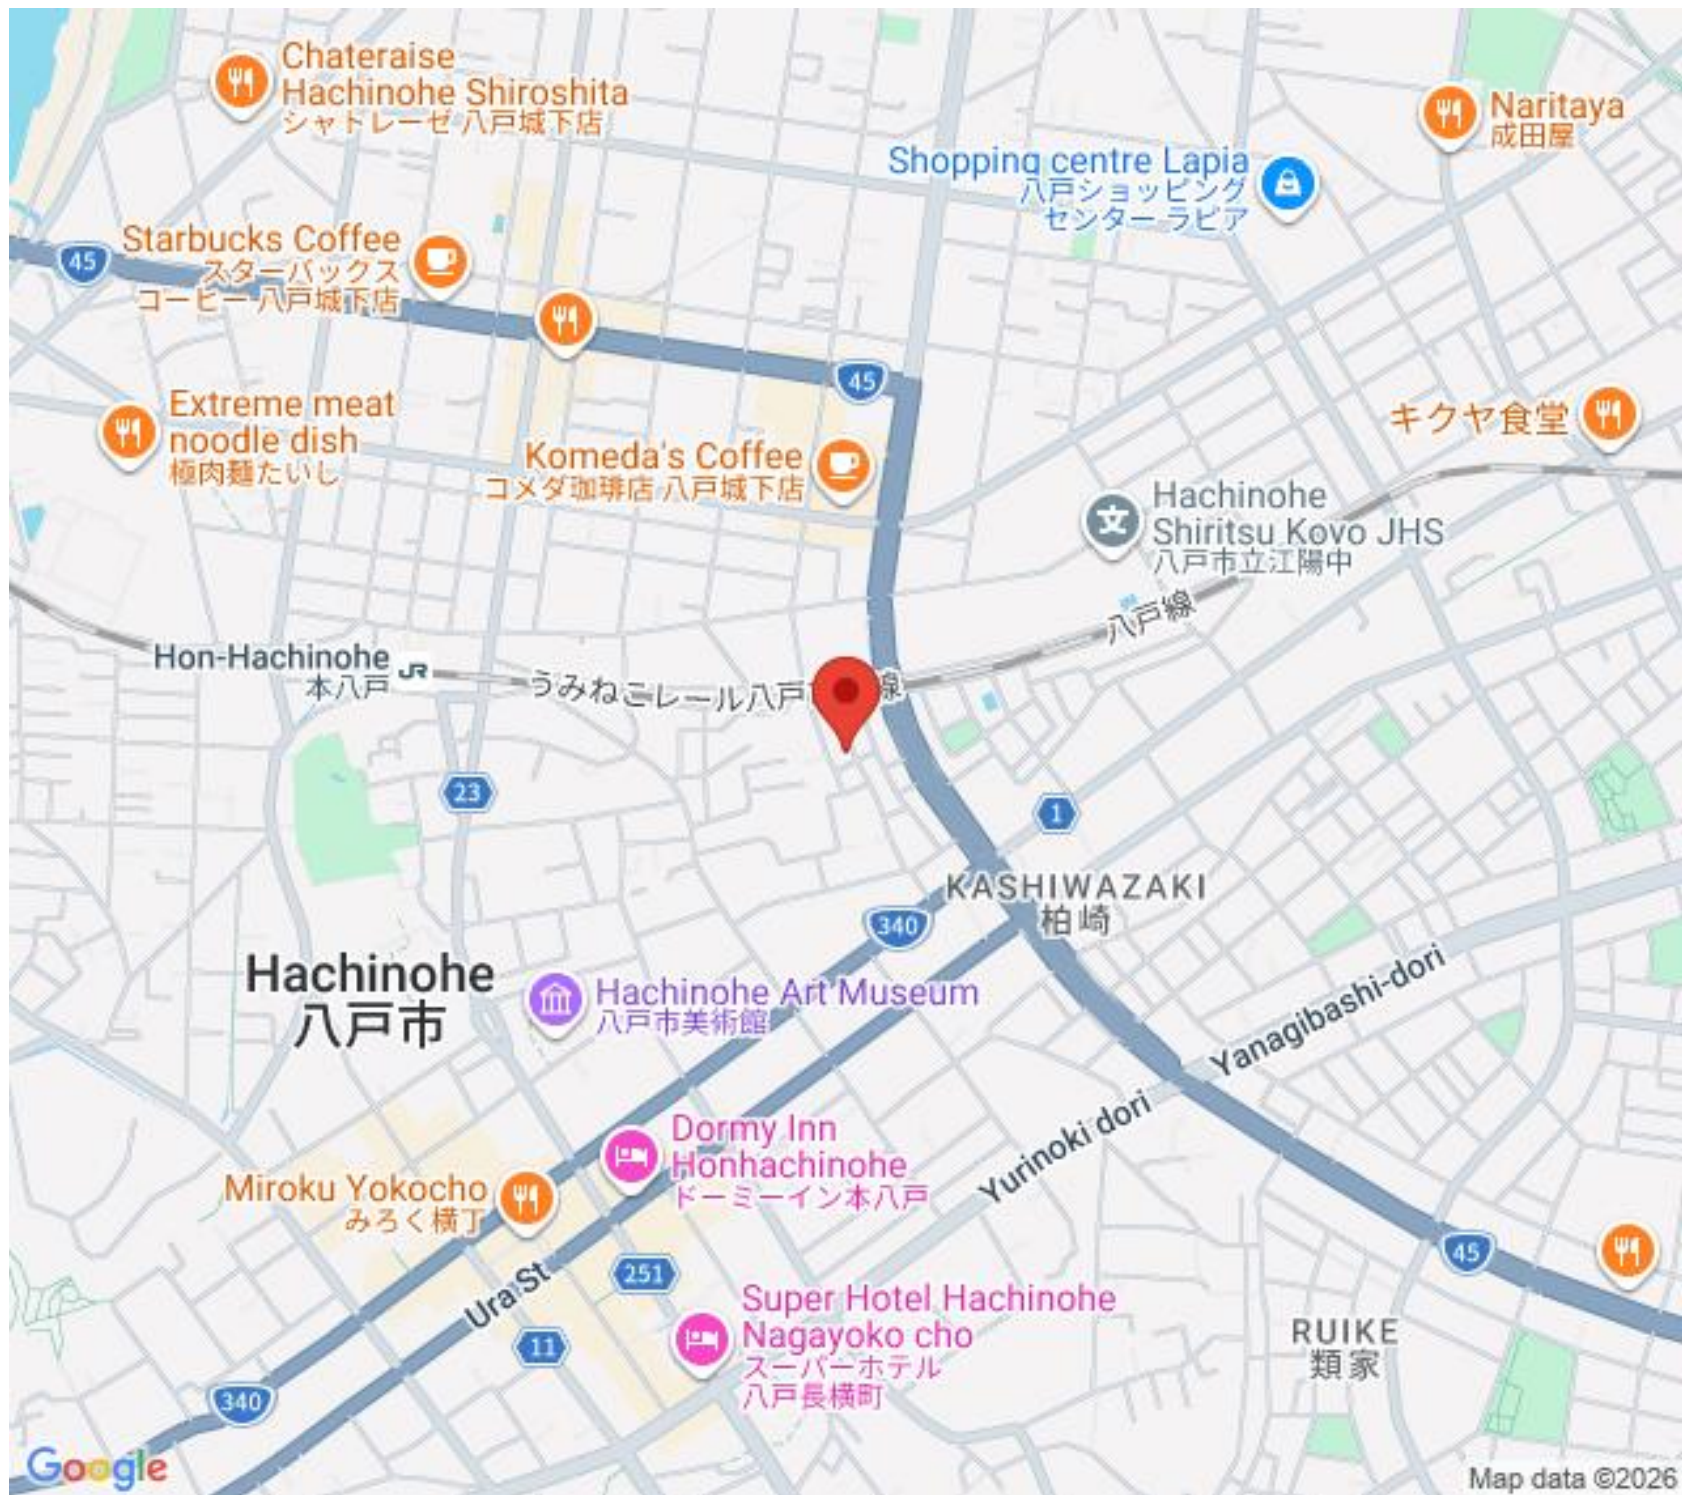 Chateraise
Hachinohe Shiroshita
シャトレーゼ 八戸城下店
Naritaya
成田屋
Shopping centre Lapia
八戸ショッピング
センター ラピア
45
Starbucks Coffee
スターバックス
コーヒー 八戸城下店
45
Extreme meat
noodle dish
極肉麺たいし
キクヤ食堂
Komeda's Coffee
コメダ珈琲店 八戸城下店
Hachinohe
Shiritsu Koyo JHS
八戸市立江陽中
八戸線
Hon-Hachinohe
本八戸
JR
うみねこレール八戸
線
23
1
KASHIWAZAKI
柏崎
340
Hachinohe
八戸市
Hachinohe Art Museum
八戸市美術館
Yanagibashi-dori
Yurinoki dori
Dormy Inn
Honhachinohe
ドーミーイン本八戸
Miroku Yokocho
みろく横丁
Ura St
251
45
11
Super Hotel Hachinohe
Nagayoko cho
スーパーホテル
八戸長横町
RUIKE
類家
340
Google
Map data ©2026